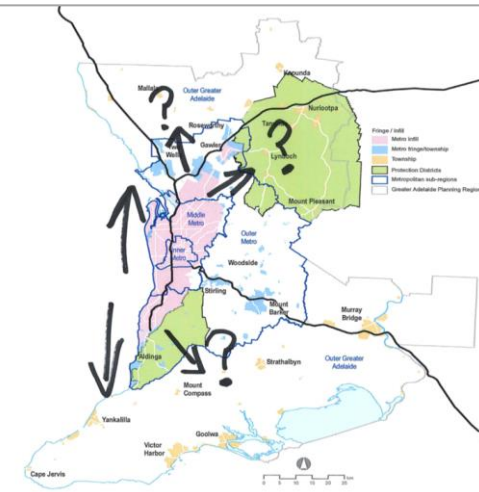 Kapunda
Mallala
Outer Greater
Adelaide
?
Roseworthy
Nuriootpa
?
Gawler
Lyndoch
Mount Pleasant
Middle
Metro
Outer
Metro
Inner
Metro
Woodside
Stirling
Mount
Barker
Murray
Bridge
?
Aldinga
Strathalbyn
Outer Greater
Adelaide
Mount
Compass
Yankalilla
Victor
Harbor
Goolwa
Cape Jervis
Fringe / Infill
Metro Infill
Metro fringe/township
Township
Protection Districts
Metropolitan sub-regions
Greater Adelaide Planning Region